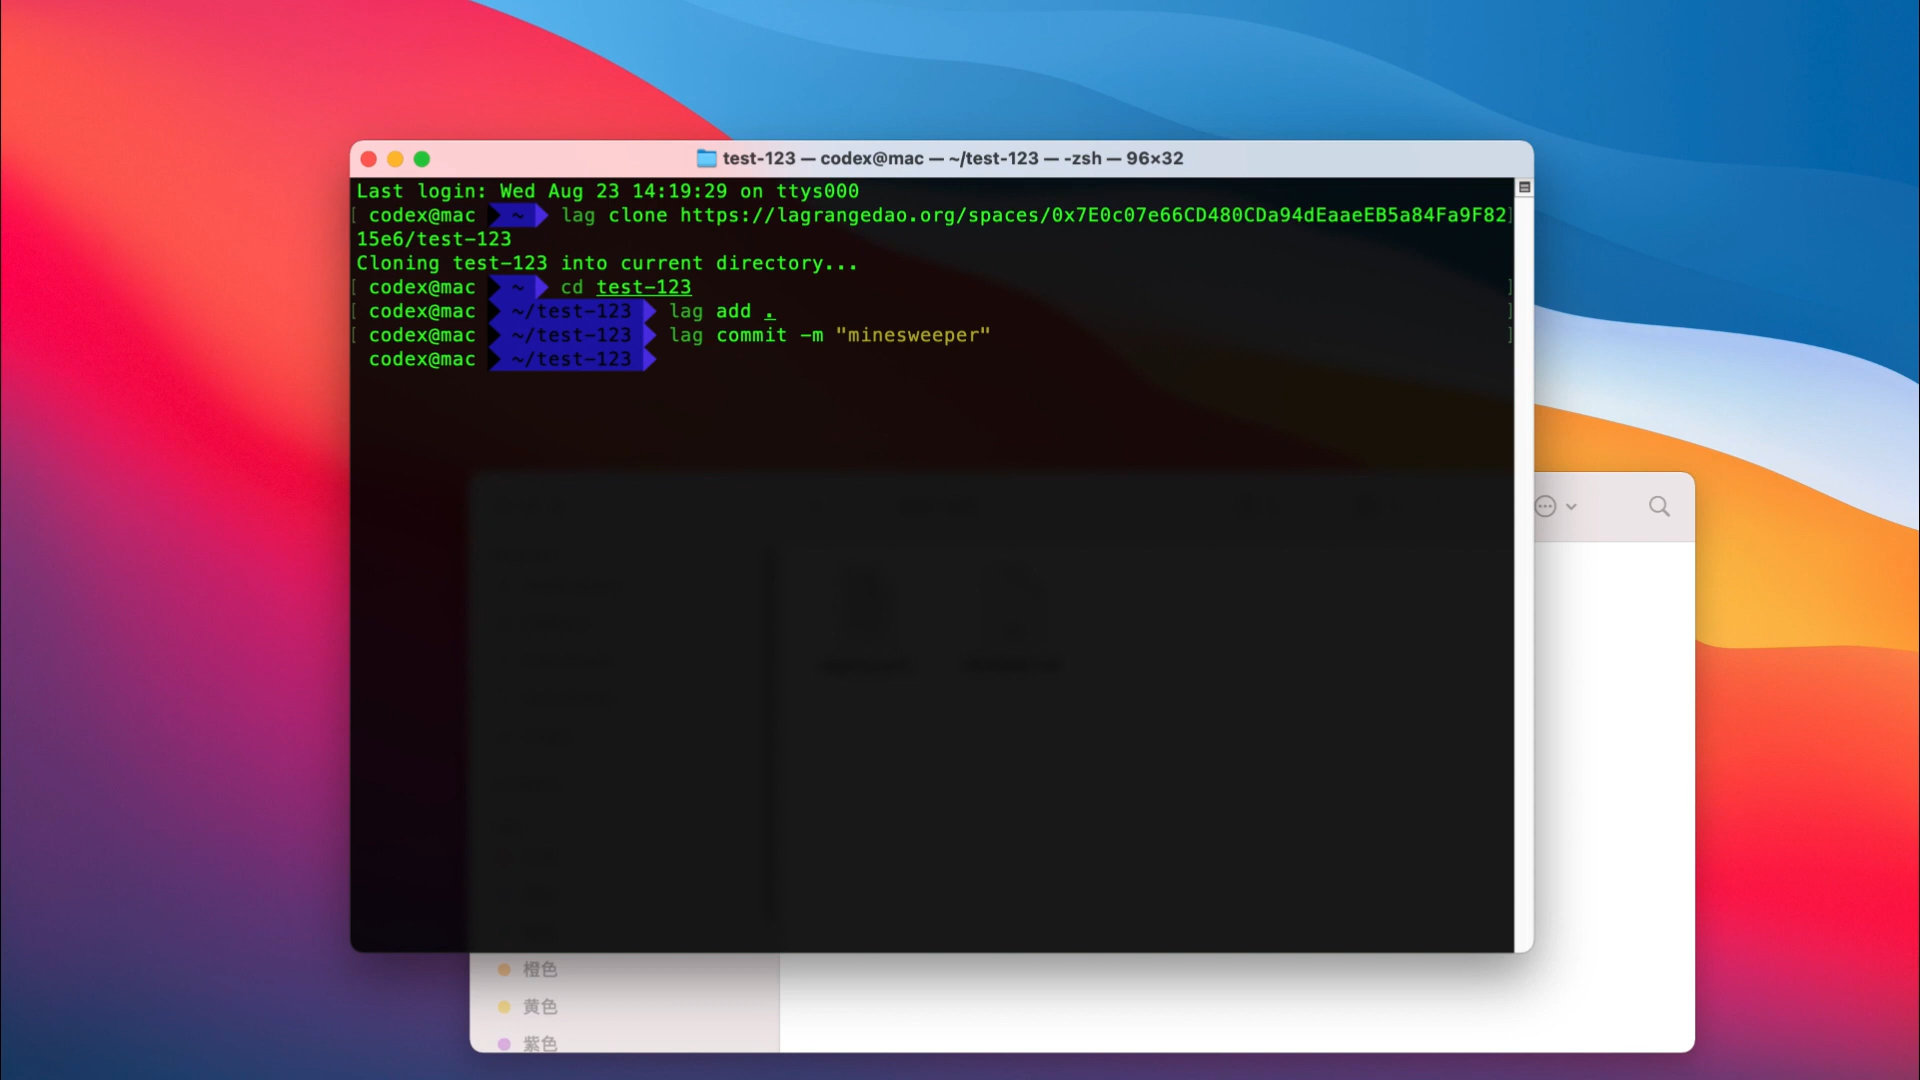 test-123 — codex@mac — ~/test-123 — -zsh — 96×32
Last login: Wed Aug 23 14:19:29 on ttys000
codex@mac ~ lag clone https://lagrangedao.org/spaces/0x7E0c07e66CD480CDa94dEaaeEB5a84Fa9F82
15e6/test-123
Cloning test-123 into current directory...
codex@mac ~ cd test-123
codex@mac ~/test-123 lag add .
codex@mac ~/test-123 lag commit -m "minesweeper"
codex@mac ~/test-123
橙色
黄色
紫色